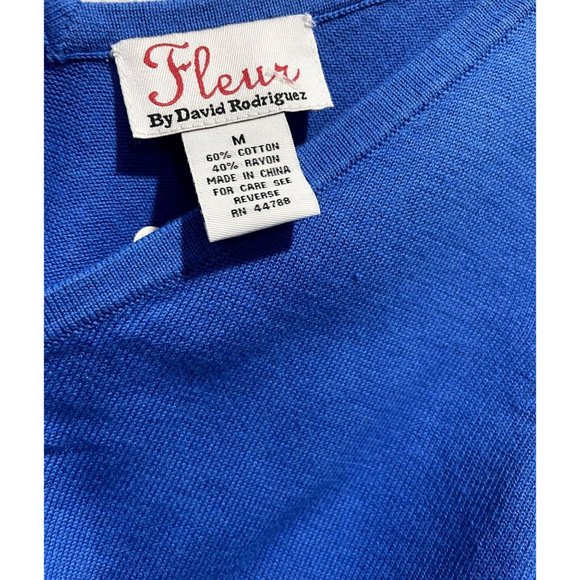 Fleur
By David Rodriguez
M
60% COTTON
40% RAYON
MADE IN CHINA
FOR CARE SEE
REVERSE
RN 44788